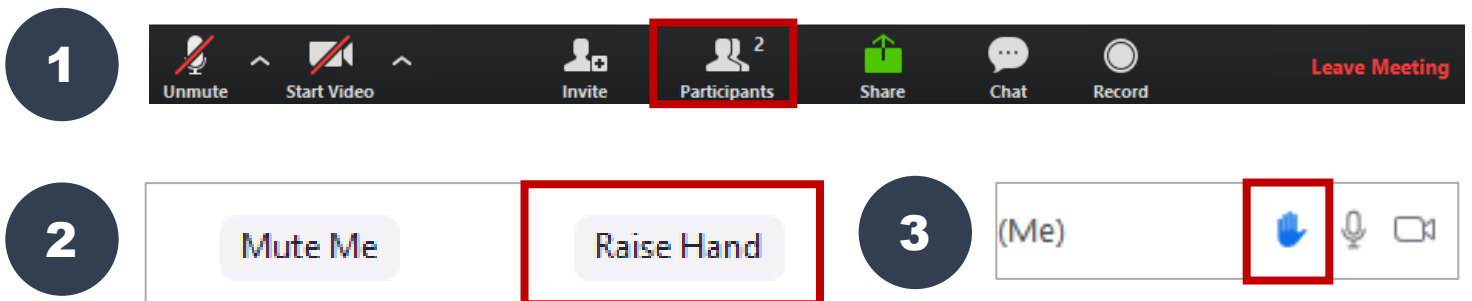 1
2
Unmute Start Video Invite Participants Share Chat Record Leave Meeting
2 Mute Me Raise Hand
3 (Me)